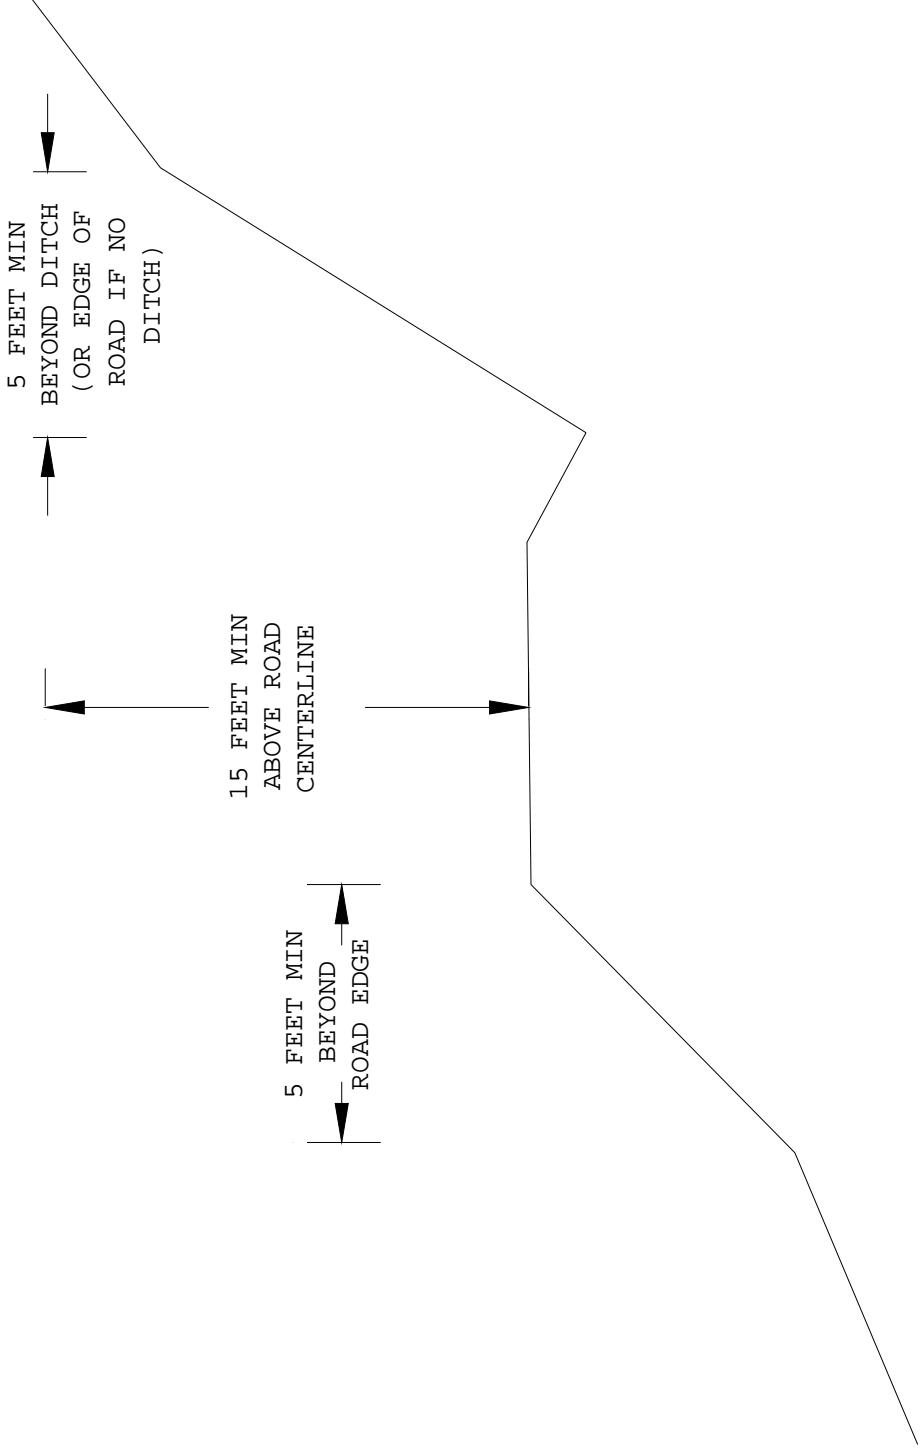 5 FEET MIN
BEYOND DITCH
(OR EDGE OF
ROAD IF NO
DITCH)
15 FEET MIN
ABOVE ROAD
CENTERLINE
5 FEET MIN
BEYOND
ROAD EDGE